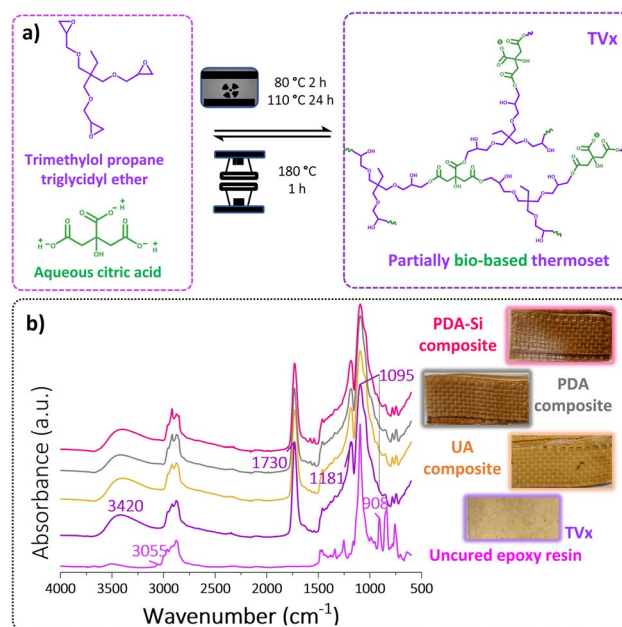 a)
TVx
80 °C 2 h
110 °C 24 h
180 °C
1 h
Trimethylol propane
triglycidyl ether
Aqueous citric acid
Partially bio-based thermoset
b)
PDA-Si
composite
PDA
composite
UA
composite
TVx
Uncured epoxy resin
1095
1730
1181
3420
908
3055
Absorbance (a.u.)
4000 3500 3000 2500 2000 1500 1000 500
Wavenumber (cm⁻¹)